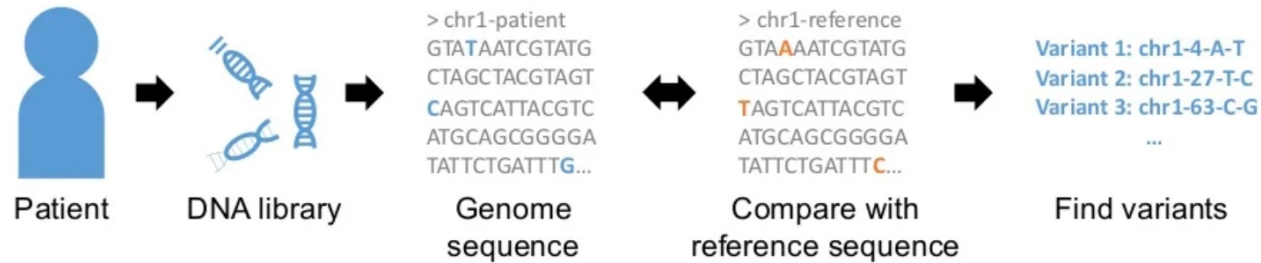 > chr1-patient
GTATAATCGTATG
CTAGCTACGTAGT
CAGTCATTACGTC
ATGCAGCGGGGA
TATTCTGATTTG...
> chr1-reference
GTAAAATCGTATG
CTAGCTACGTAGT
TAGTCATTACGTC
ATGCAGCGGGGA
TATTCTGATTTC...
Variant 1: chr1-4-A-T
Variant 2: chr1-27-T-C
Variant 3: chr1-63-C-G
...
Patient
DNA library
Genome
sequence
Compare with
reference sequence
Find variants